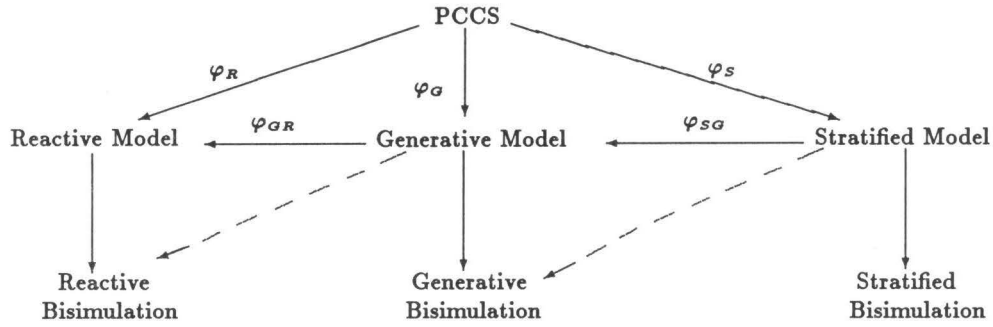 PCCS
φR
φG
φS
φGR
φSG
Reactive Model
Generative Model
Stratified Model
Reactive
Bisimulation
Generative
Bisimulation
Stratified
Bisimulation